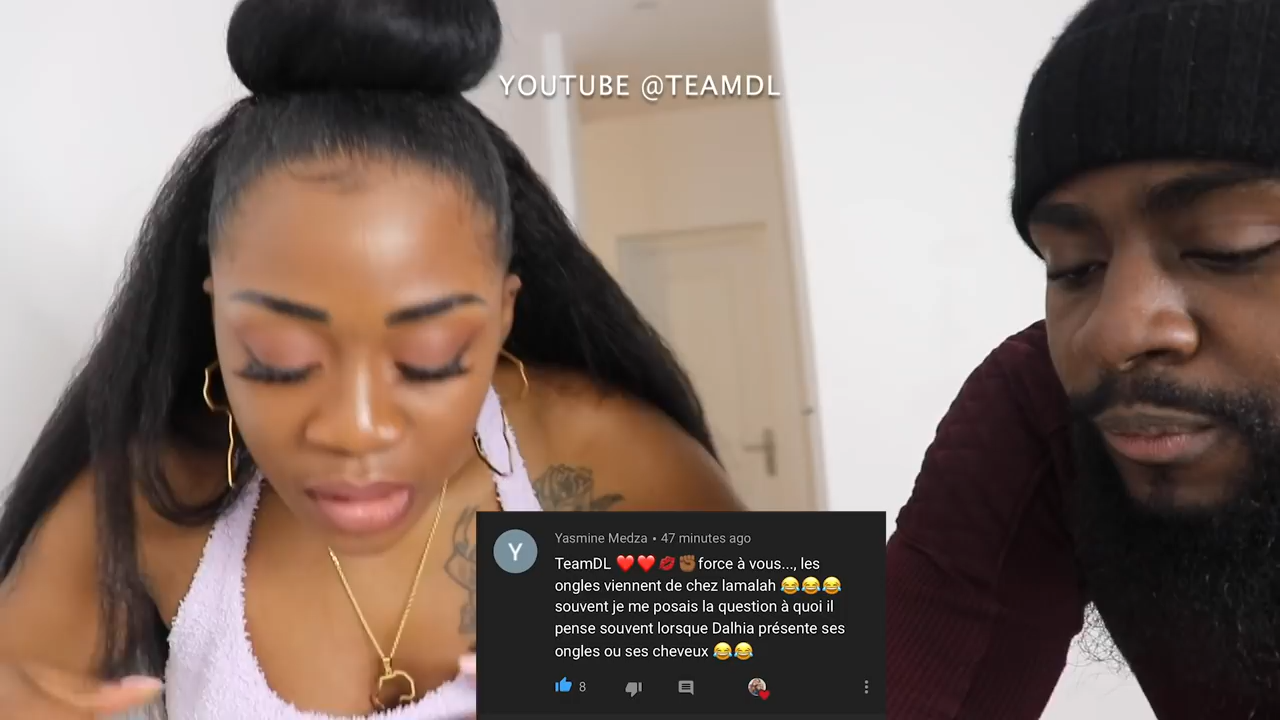 YOUTUBE @TEAMDL
Y
Yasmine Medza • 47 minutes ago
TeamDL ❤️❤️💋✊🏾force à vous..., les
ongles viennent de chez lamalah 😂😂😂
souvent je me posais la question à quoi il
pense souvent lorsque Dalhia présente ses
ongles ou ses cheveux 😂😂
8